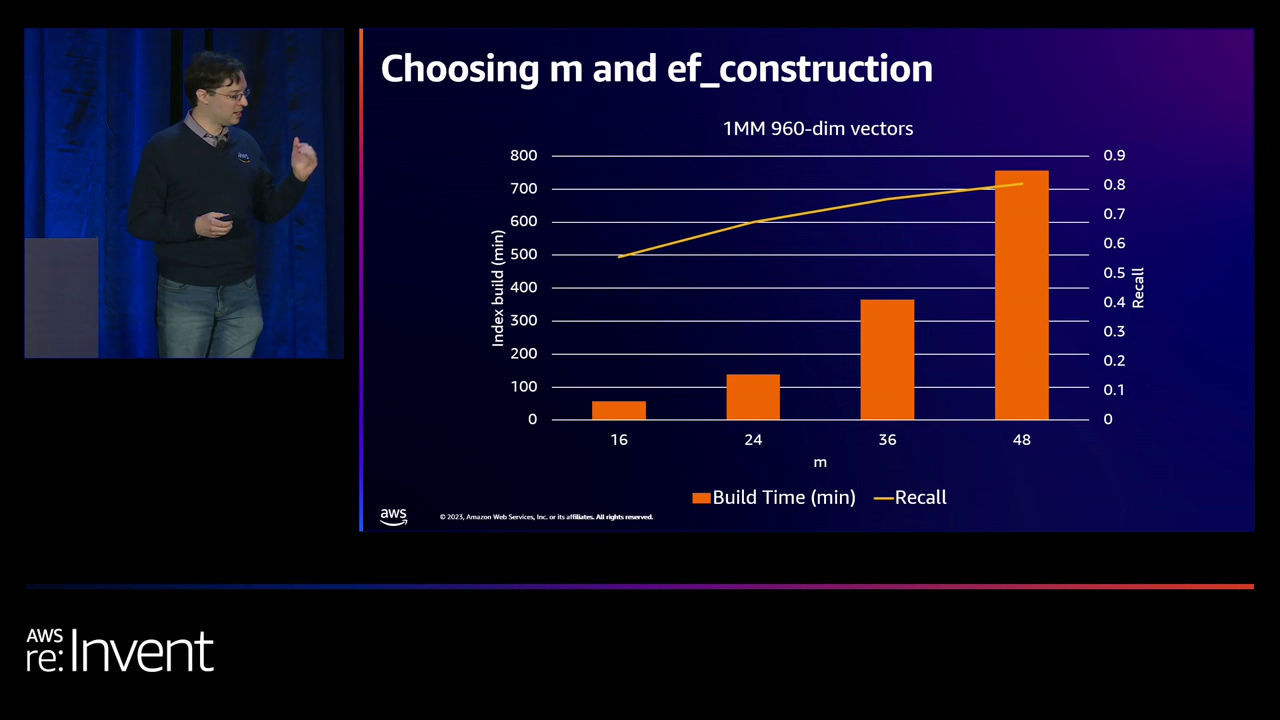 Choosing m and ef_construction
1MM 960-dim vectors
800
700
600
500
400
300
200
100
0
Index build (min)
0.9
0.8
0.7
0.6
0.5
0.4
0.3
0.2
0.1
0
Recall
16 24 36 48
m
Build Time (min) Recall
aws
© 2023, Amazon Web Services, Inc. or its affiliates. All rights reserved.
aws
AWS
re:Invent